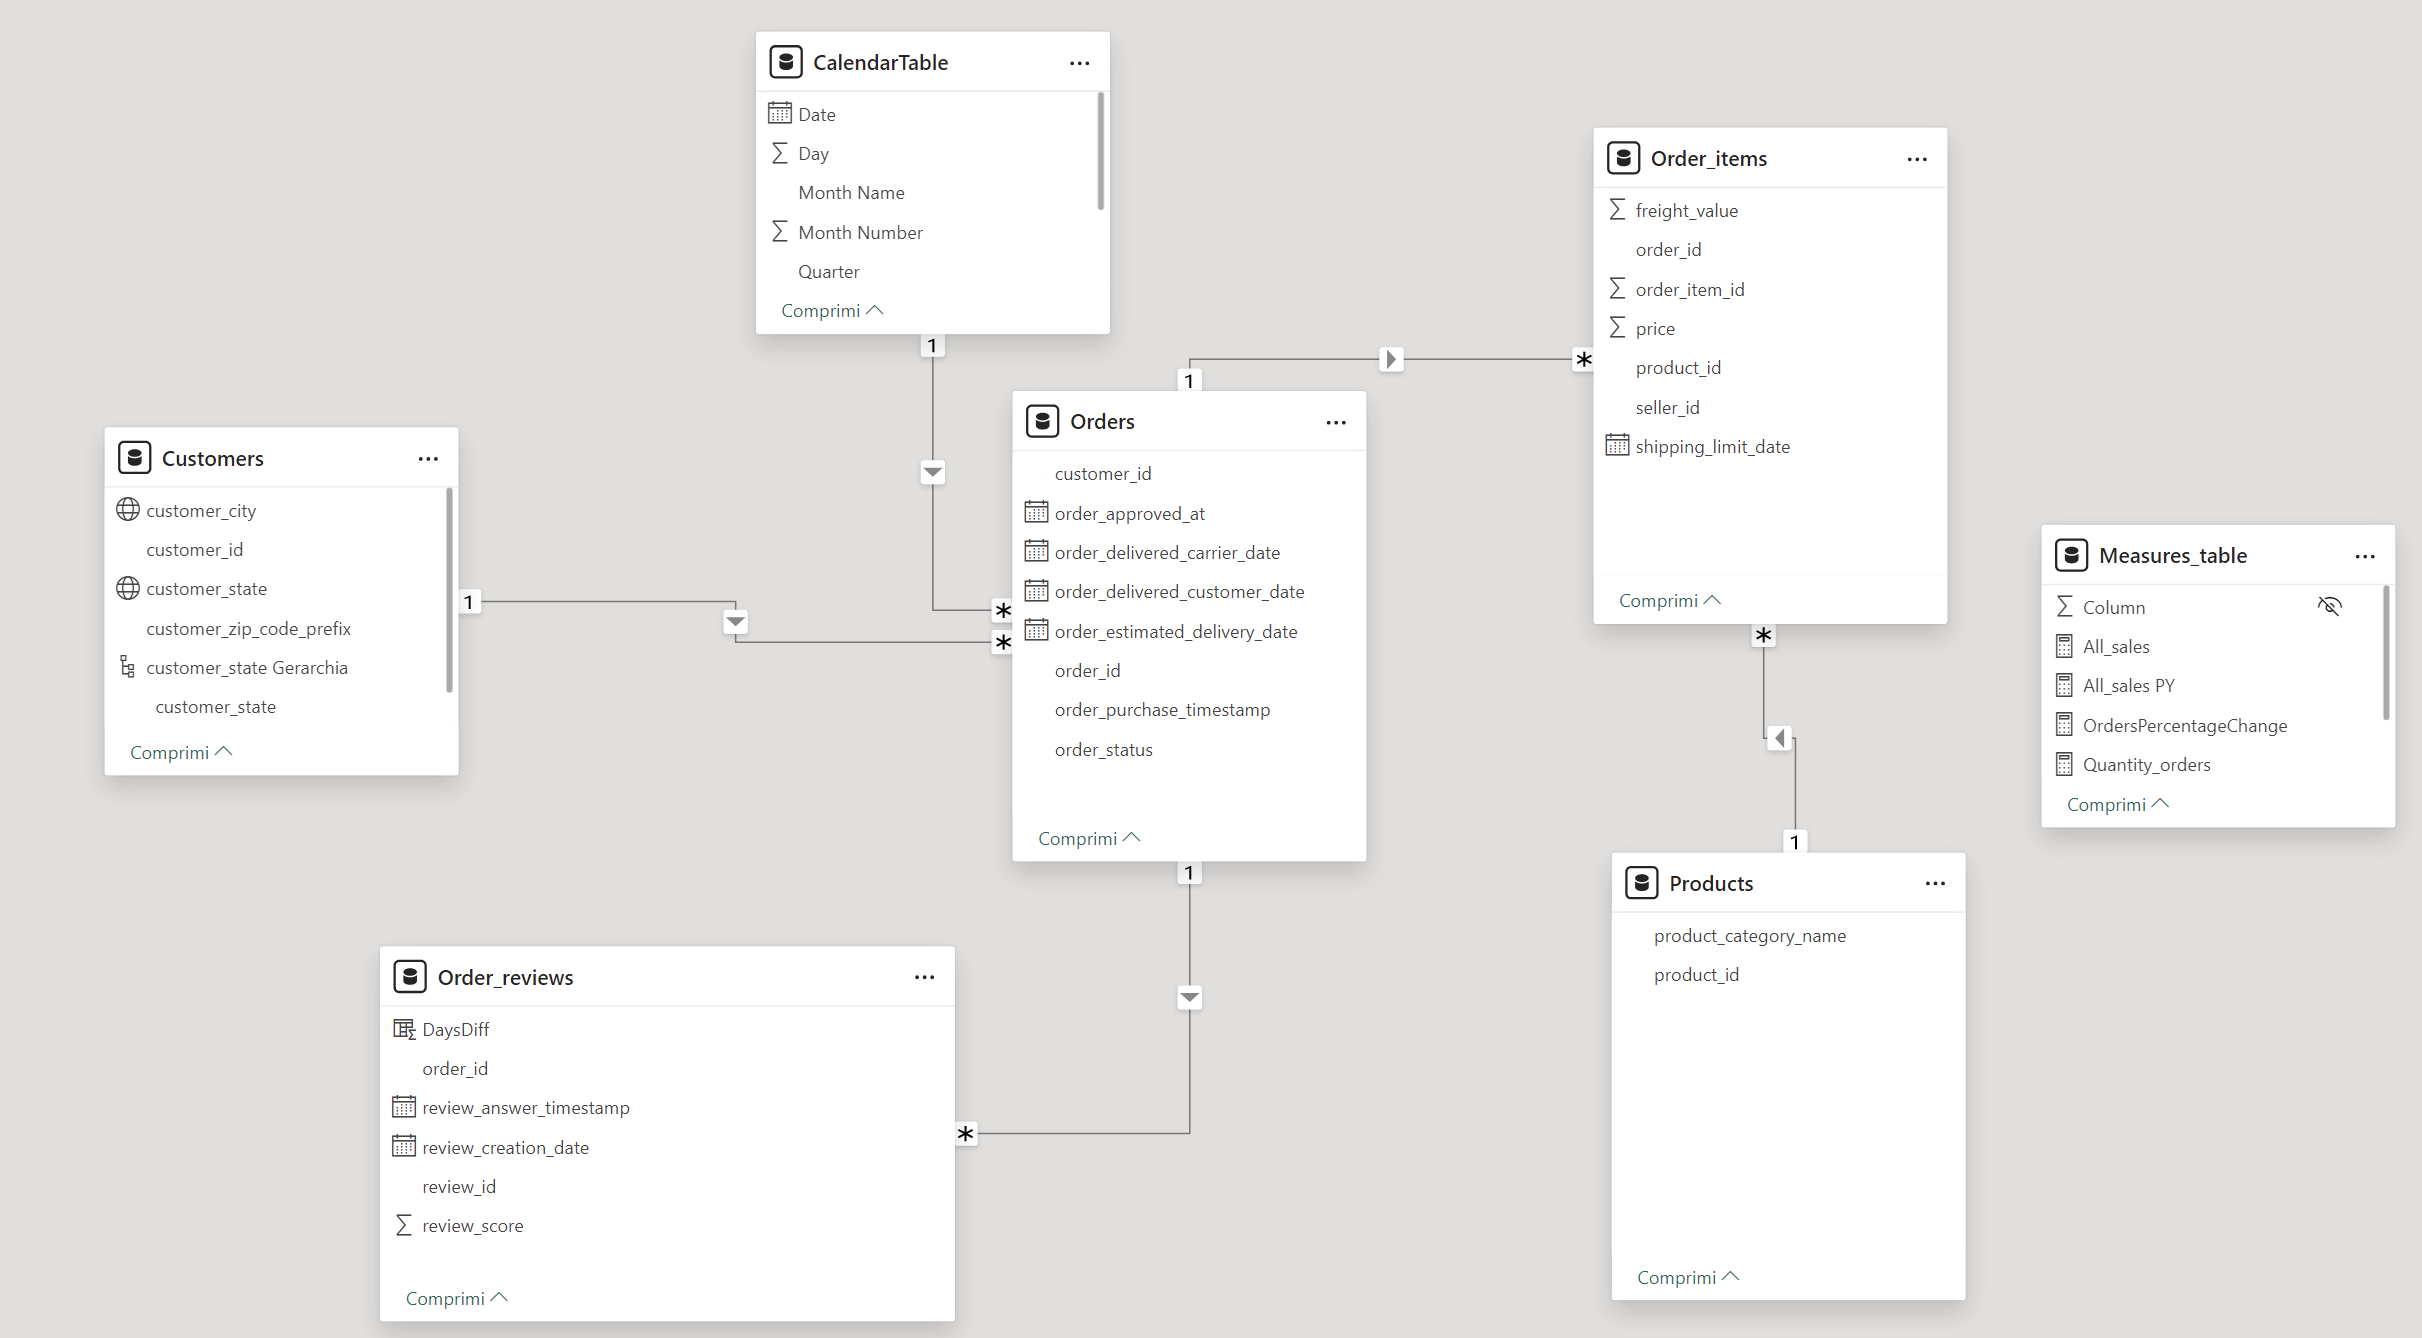 CalendarTable
Date
Day
Month Name
Month Number
Quarter
Comprimi
1
Order_items
freight_value
order_id
order_item_id
price
product_id
seller_id
shipping_limit_date
Comprimi
*
*
1
Orders
customer_id
order_approved_at
order_delivered_carrier_date
order_delivered_customer_date
order_estimated_delivery_date
order_id
order_purchase_timestamp
order_status
Comprimi
*
*
1
Customers
customer_city
customer_id
customer_state
customer_zip_code_prefix
customer_state Gerarchia
customer_state
Comprimi
1
Measures_table
Column
All_sales
All_sales PY
OrdersPercentageChange
Quantity_orders
Comprimi
1
Products
product_category_name
product_id
Comprimi
Order_reviews
DaysDiff
order_id
review_answer_timestamp
review_creation_date
review_id
review_score
Comprimi
*